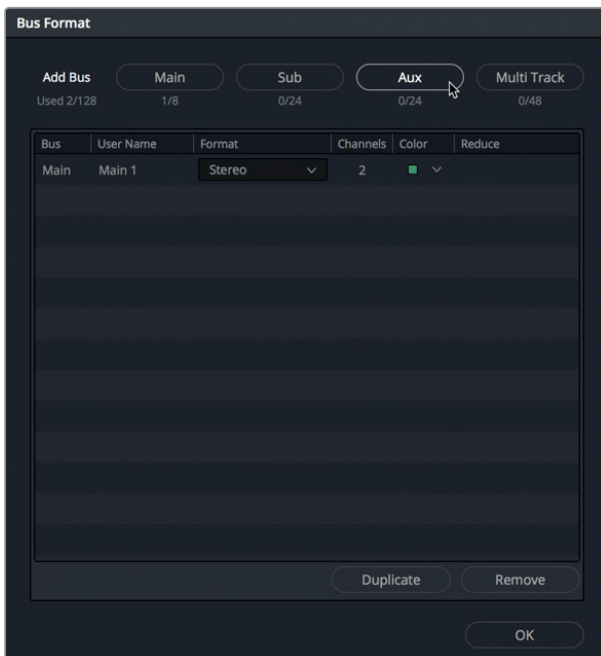 Bus Format
Add Bus Main Sub Aux Multi Track
Used 2/128 1/8 0/24 0/24 0/48
Bus User Name Format Channels Color Reduce
Main Main 1 Stereo 2
Duplicate Remove
OK